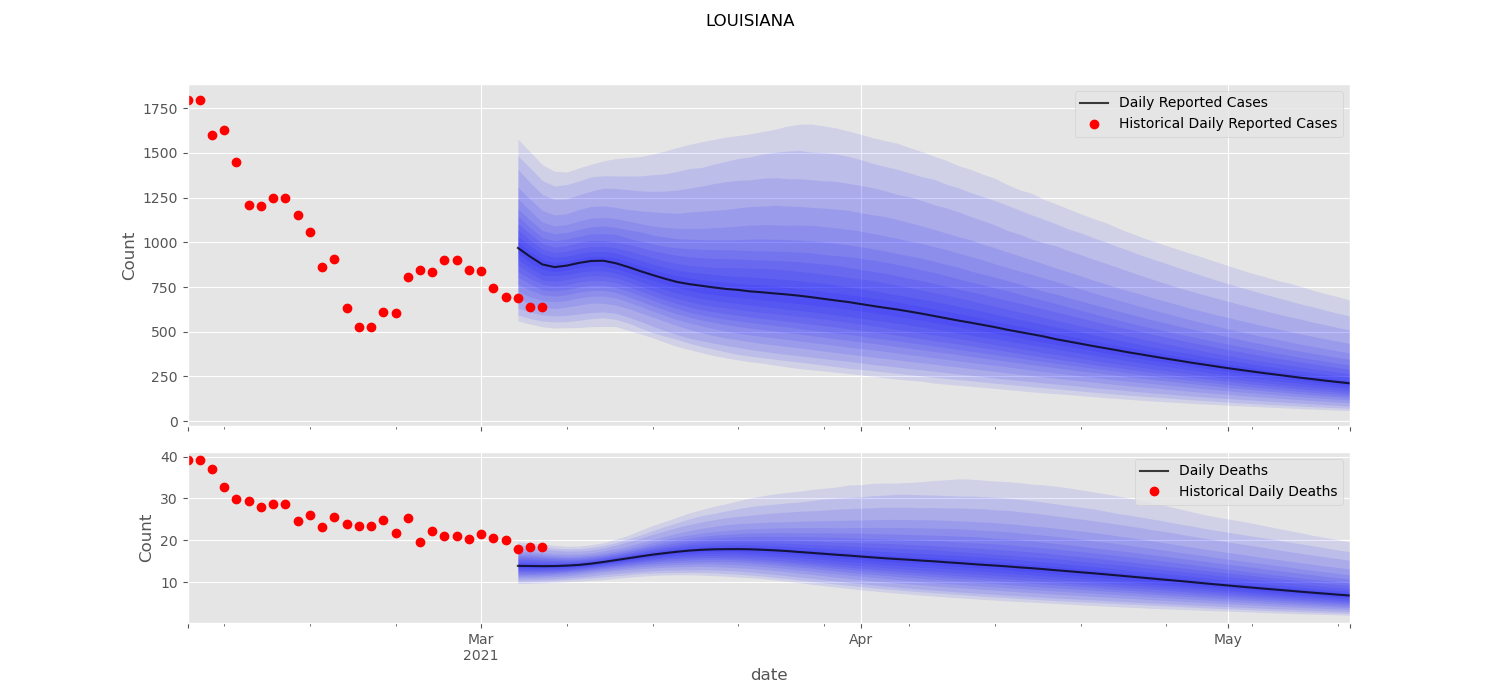 LOUISIANA
Count
1750
1500
1250
1000
750
500
250
0
Daily Reported Cases
Historical Daily Reported Cases
Count
40
30
20
10
Daily Deaths
Historical Daily Deaths
Mar
2021
Apr
May
date